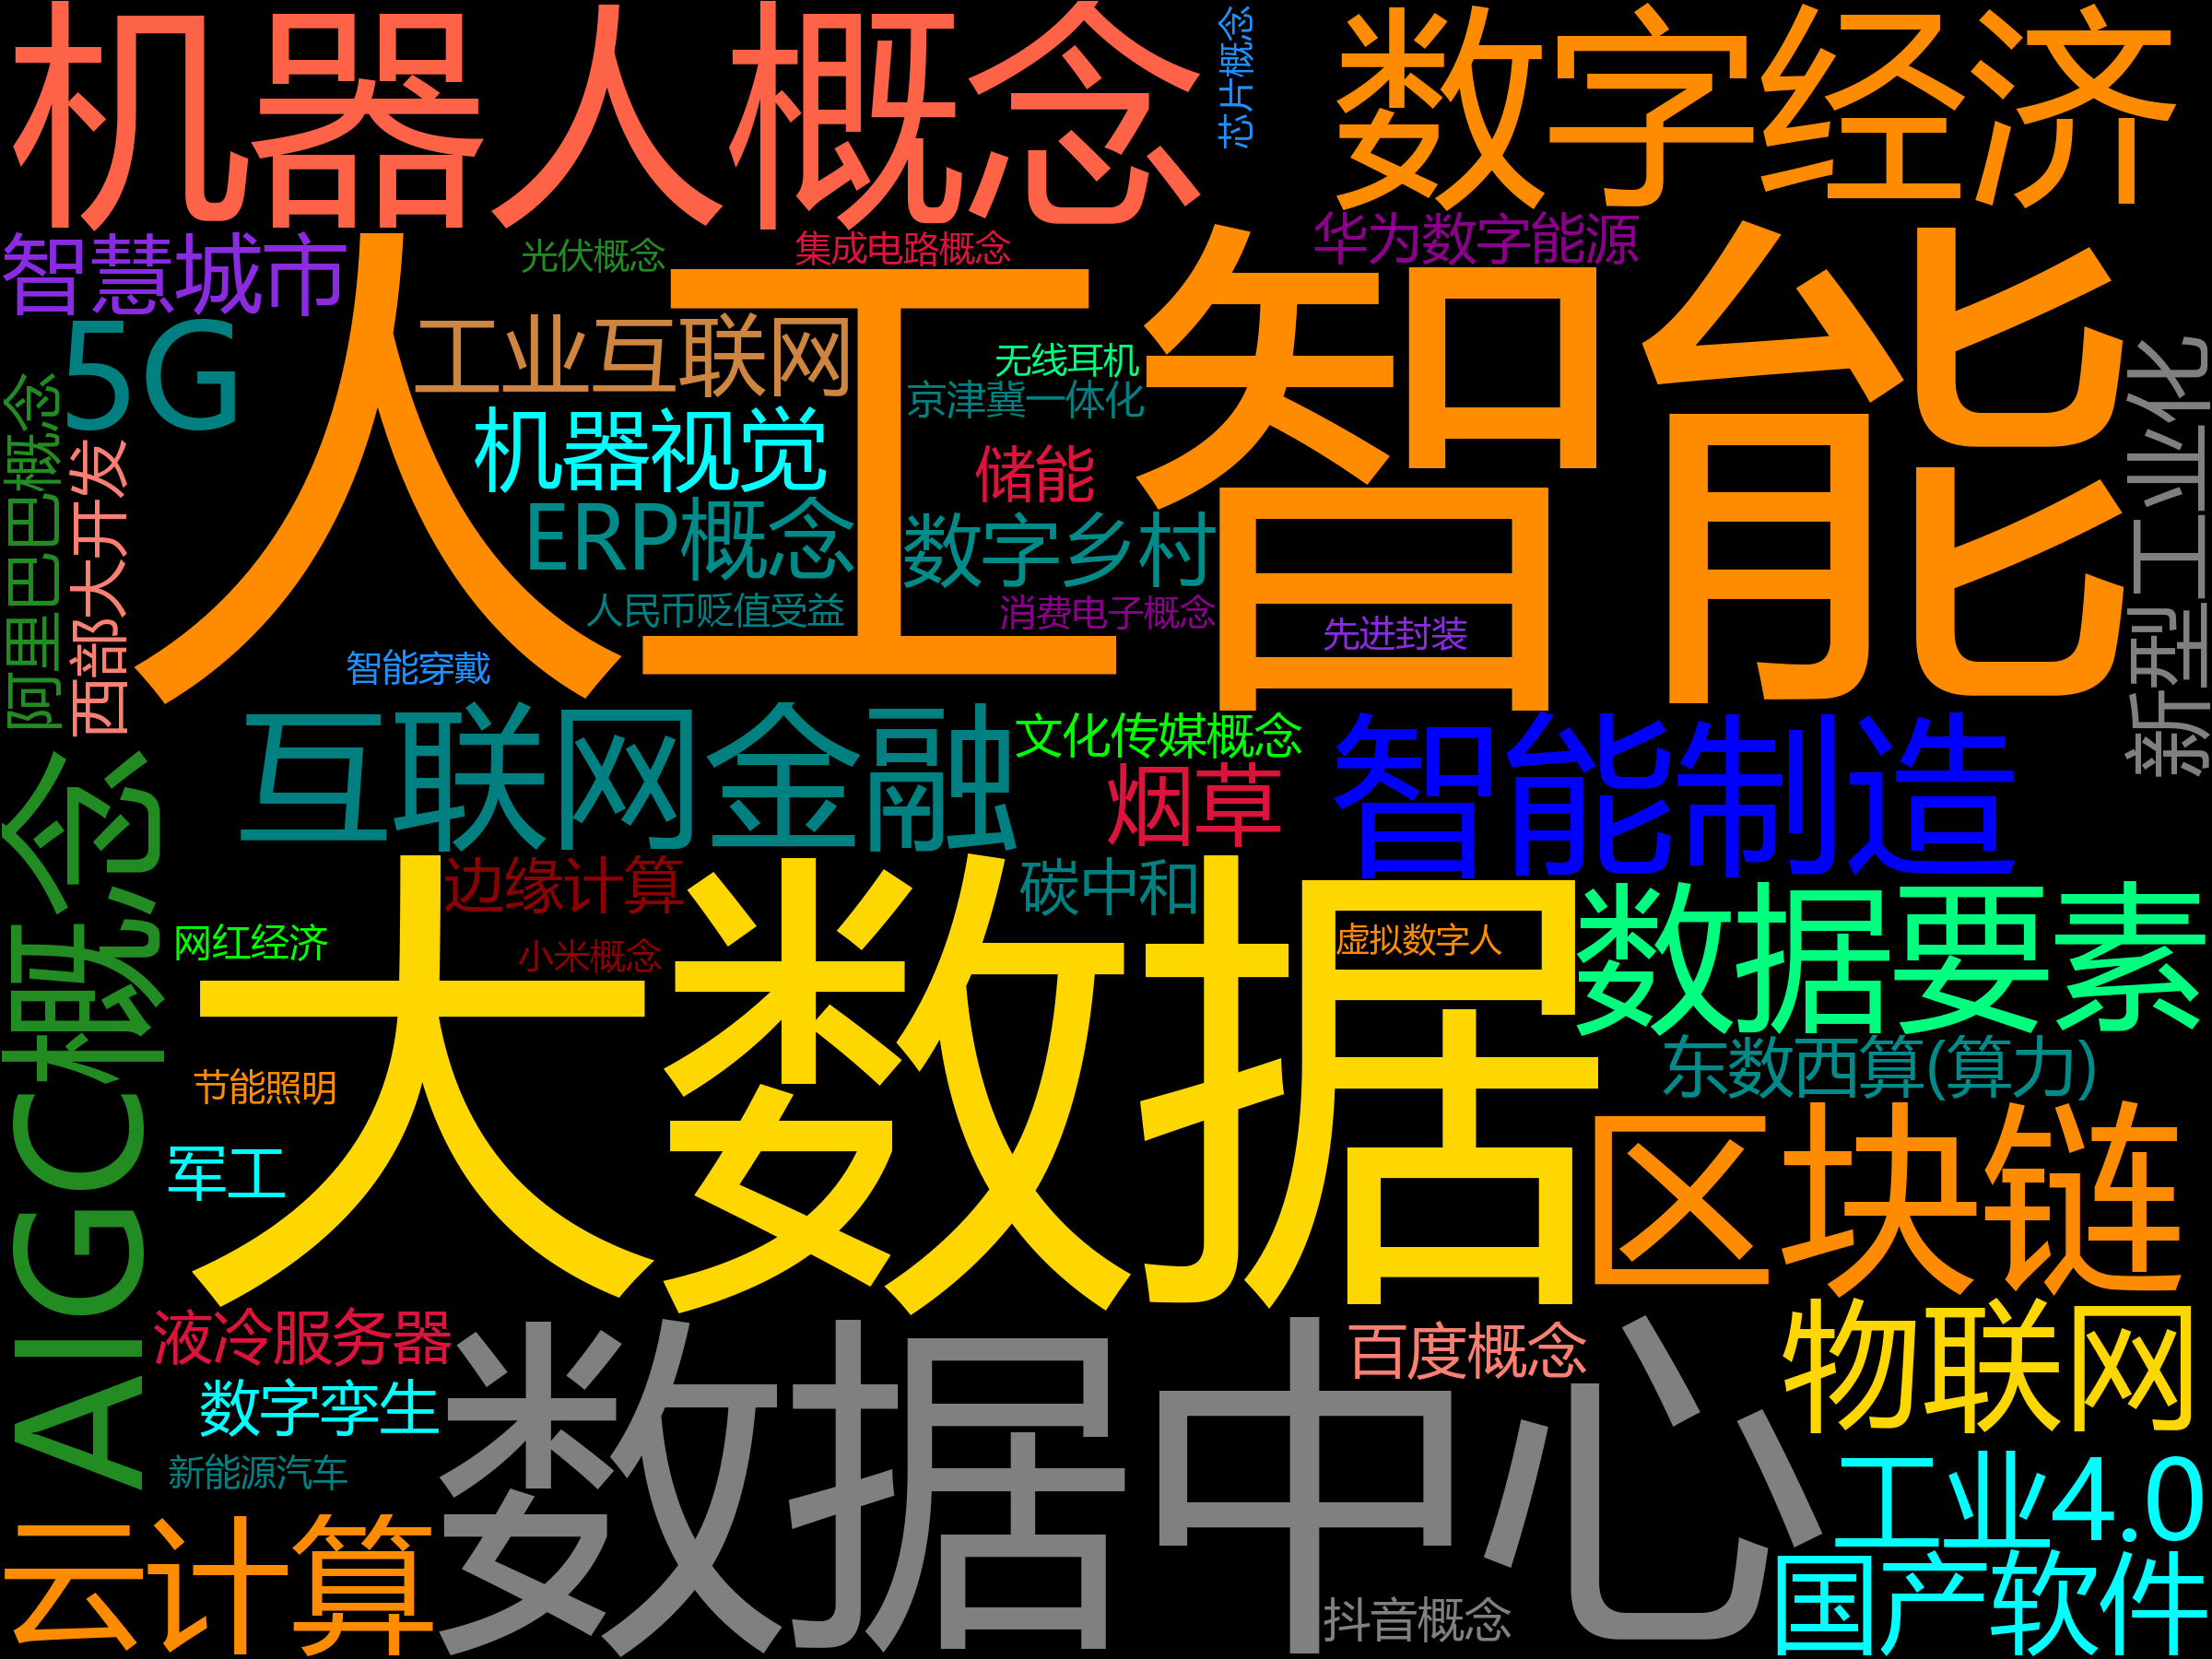 机器人概念
芯片概念
数字经济
智慧城市
光伏概念
集成电路概念
华为数字能源
人工智能
5G
工业互联网
无线耳机
京津冀一体化
新型工业化
阿里巴巴概念
西部大开发
机器视觉
储能
ERP概念
数字乡村
人民币贬值受益
消费电子概念
先进封装
智能穿戴
互联网金融
文化传媒概念
智能制造
烟草
AIGC概念
边缘计算
碳中和
大数据
虚拟数字人
数据要素
网红经济
小米概念
东数西算(算力)
节能照明
区块链
军工
液冷服务器
数据中心
百度概念
物联网
数字孪生
新能源汽车
工业4.0
云计算
抖音概念
国产软件